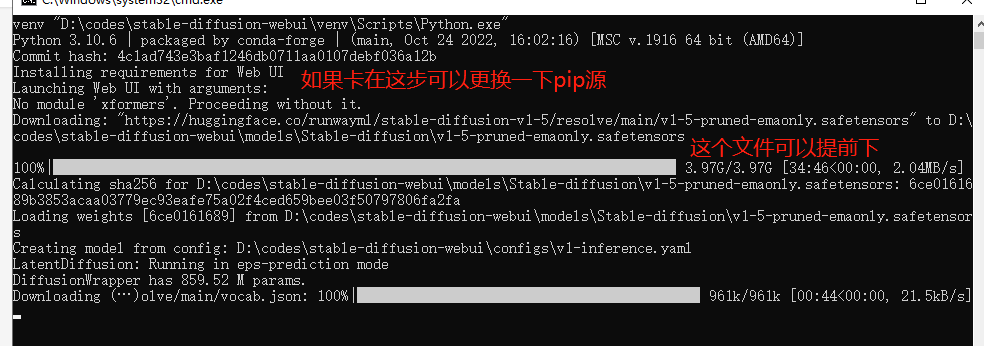 C:\Windows\system32\cmd.exe
venv "D:\codes\stable-diffusion-webui\venv\Scripts\Python.exe"
Python 3.10.6 | packaged by conda-forge | (main, Oct 24 2022, 16:02:16) [MSC v.1916 64 bit (AMD64)]
Commit hash: 4c1ad743e3baf1246db0711aa0107debf036a12b
Installing requirements for Web UI
如果卡在这步可以更换一下pip源
Launching Web UI with arguments:
No module 'xformers'. Proceeding without it.
Downloading: "https://huggingface.co/runwayml/stable-diffusion-v1-5/resolve/main/v1-5-pruned-emaonly.safetensors" to D:\
codes\stable-diffusion-webui\models\Stable-diffusion\v1-5-pruned-emaonly.safetensors
这个文件可以提前下
100%| 3.97G/3.97G [34:46<00:00, 2.04MB/s]
Calculating sha256 for D:\codes\stable-diffusion-webui\models\Stable-diffusion\v1-5-pruned-emaonly.safetensors: 6ce01616
89b3853acaa03779ec93eafe75a02f4ced659bee03f50797806fa2fa
Loading weights [6ce0161689] from D:\codes\stable-diffusion-webui\models\Stable-diffusion\v1-5-pruned-emaonly.safetensor
s
Creating model from config: D:\codes\stable-diffusion-webui\configs\v1-inference.yaml
LatentDiffusion: Running in eps-prediction mode
DiffusionWrapper has 859.52 M params.
Downloading (…)olve/main/vocab.json: 100%| 961k/961k [00:44<00:00, 21.5kB/s]